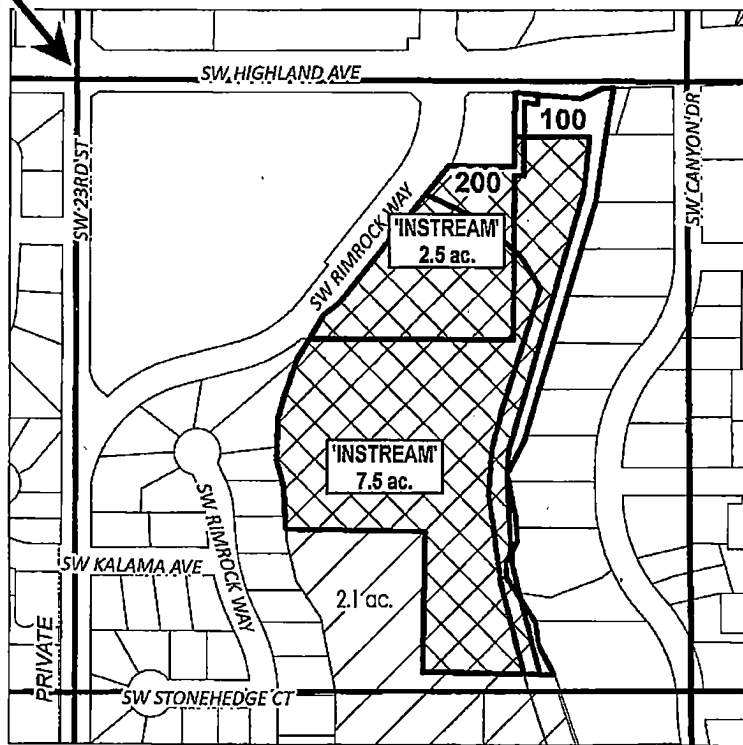 SW HIGHLAND AVE
100
SW 23RD ST
SW CANYON DR
200
SW RIMROCK WAY
'INSTREAM'
2.5 ac.
'INSTREAM'
7.5 ac.
SW RIMROCK WAY
SW KALAMA AVE
2.1 ac.
PRIVATE
SW STONEHEDGE CT